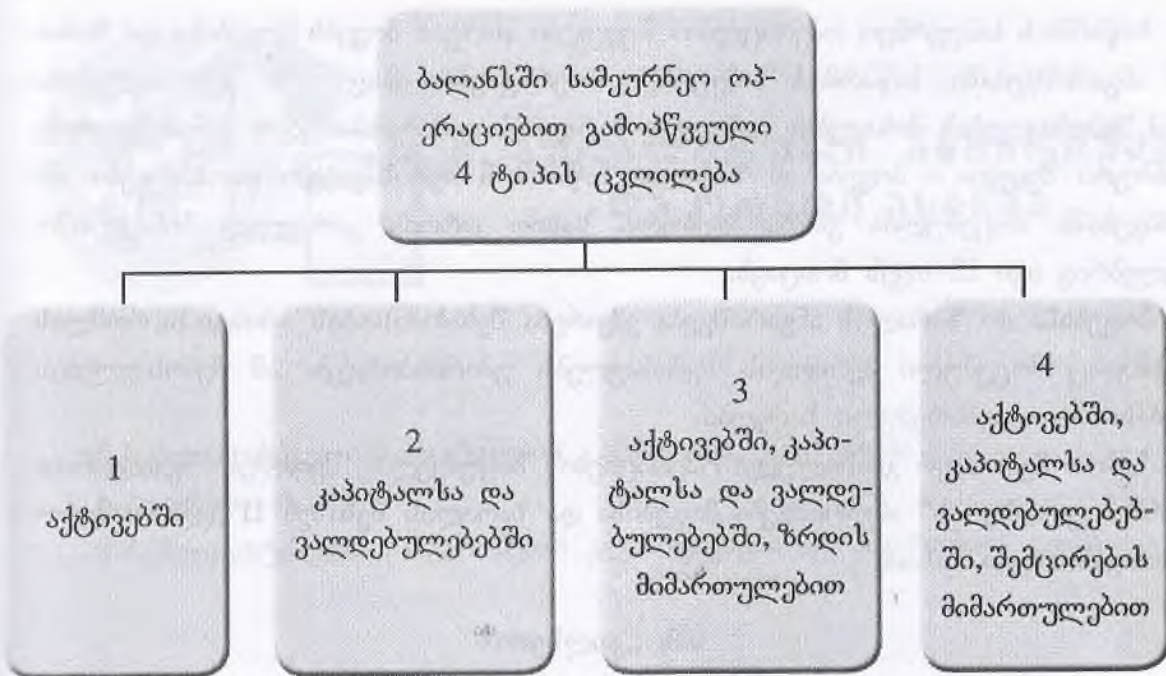 ბალანსში სამეურნეო ოპ-
ერაციებით გამოპწვეული
4 ტიპის ცვლილება
1
აქტივებში
2
კაპიტალსა და
ვალდებულებებში
3
აქტივებში, კაპი-
ტალსა და ვალდე-
ბულებებში, ზრდის
მიმართულებით
4
აქტივებში,
კაპიტალსა და
ვალდებულებებ-
ში, შემცირების
მიმართულებით